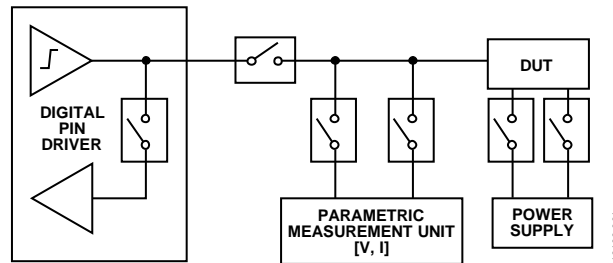 DUT
DIGITAL
PIN
DRIVER
PARAMETRIC
MEASUREMENT UNIT
[V, I]
POWER
SUPPLY